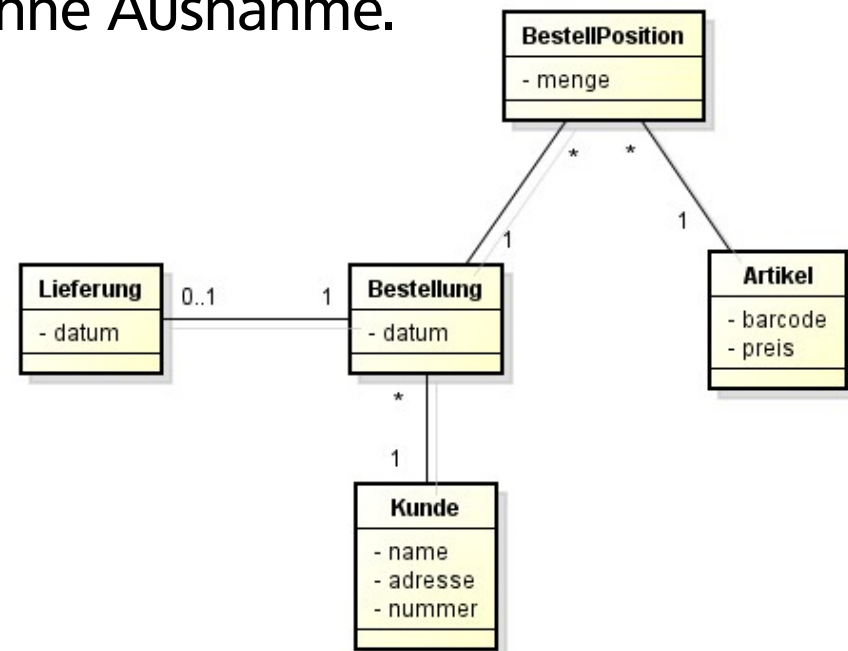 nne Ausnahme.
BestellPosition
- menge
*
*
1
1
Lieferung
- datum
0..1
1
Bestellung
- datum
Artikel
- barcode
- preis
*
1
Kunde
- name
- adresse
- nummer